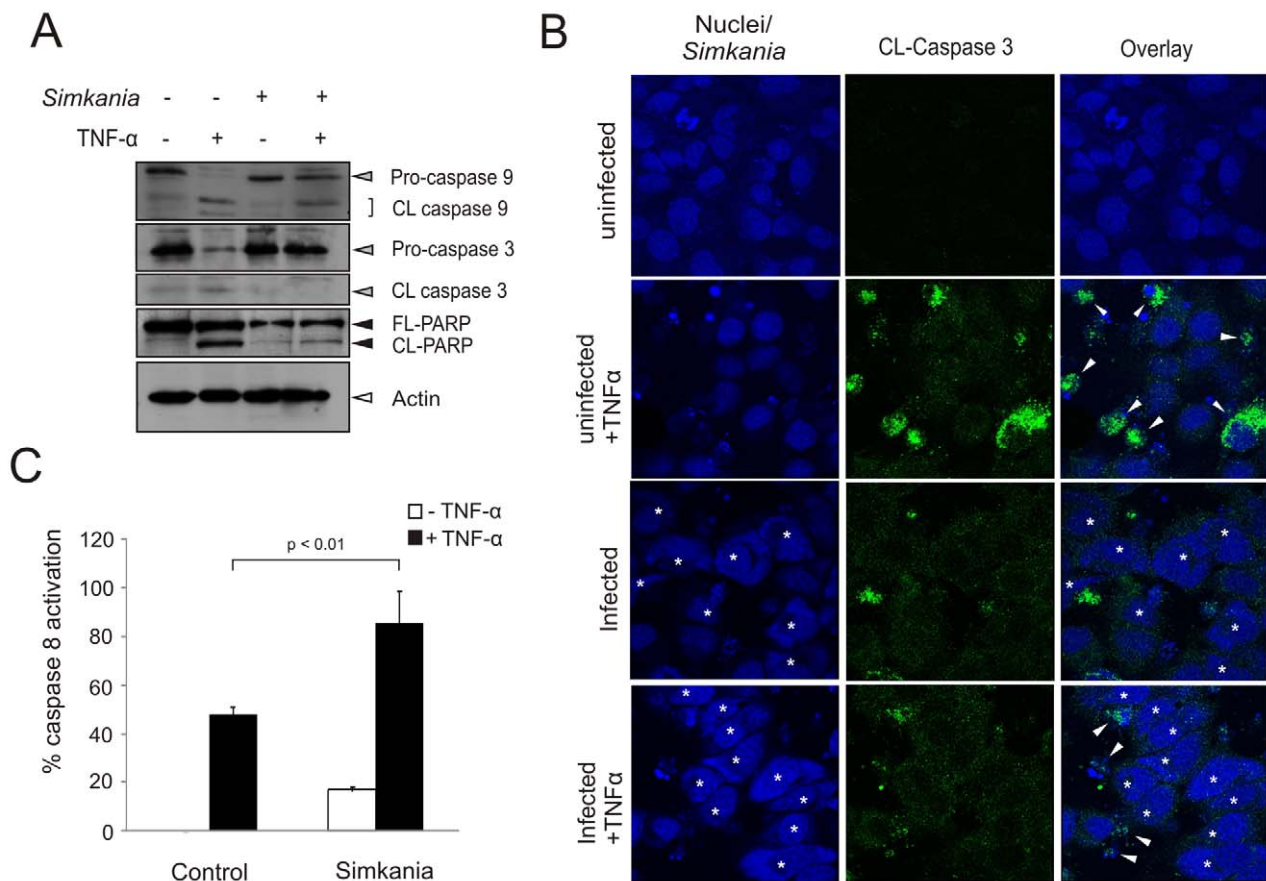 A
Simkania - - + +
TNF-α - + - +
Pro-caspase 9
CL caspase 9
Pro-caspase 3
CL caspase 3
FL-PARP
CL-PARP
Actin
B
Nuclei/
Simkania
CL-Caspase 3
Overlay
uninfected
uninfected
+TNFα
Infected
* * * * * * * *
* * * * * * * *
Infected
+TNFα
* * * * * * * * * * *
* * * * * * * * * * *
C
- TNF-α
+ TNF-α
p < 0.01
% caspase 8 activation
120
100
80
60
40
20
0
Control
Simkania